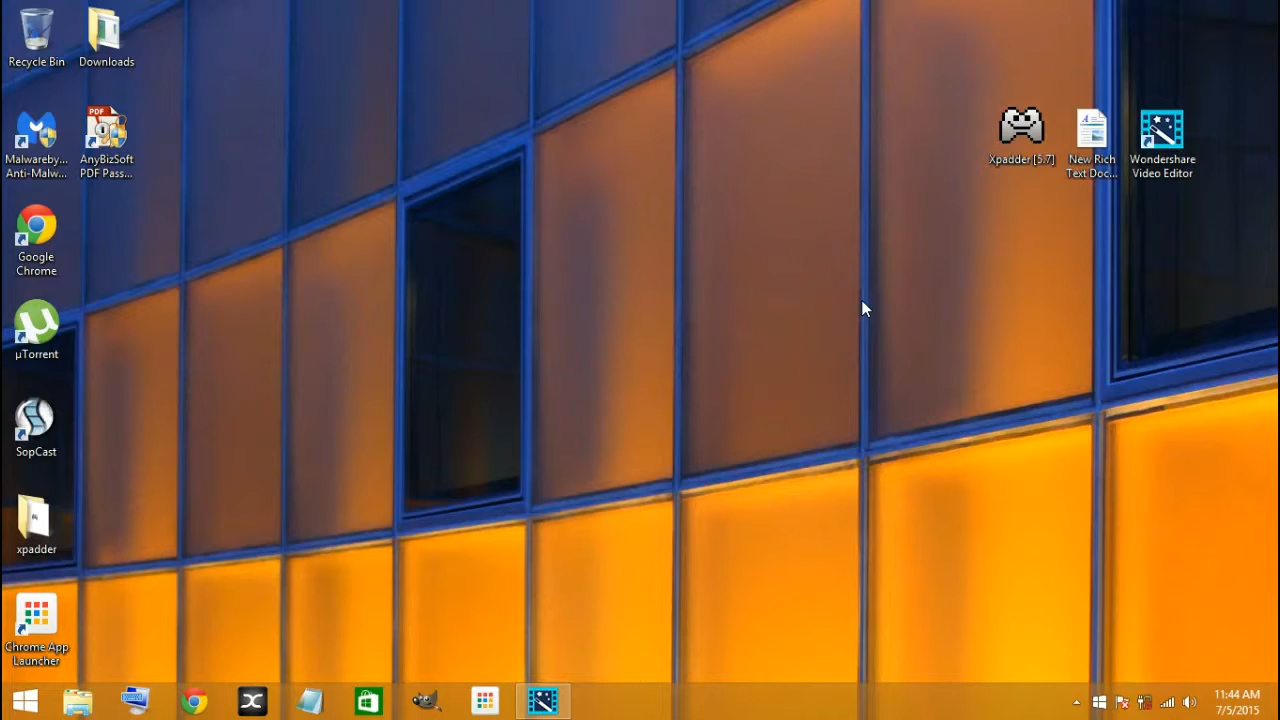 Recycle Bin
Downloads
Malwareby...
Anti-Malw...
PDF
AnyBizSoft
PDF Pass...
Google
Chrome
µTorrent
SopCast
xpadder
Chrome App
Launcher
Xpadder [5.7]
New Rich
Text Doc...
Wondershare
Video Editor
11:44 AM
7/5/2015